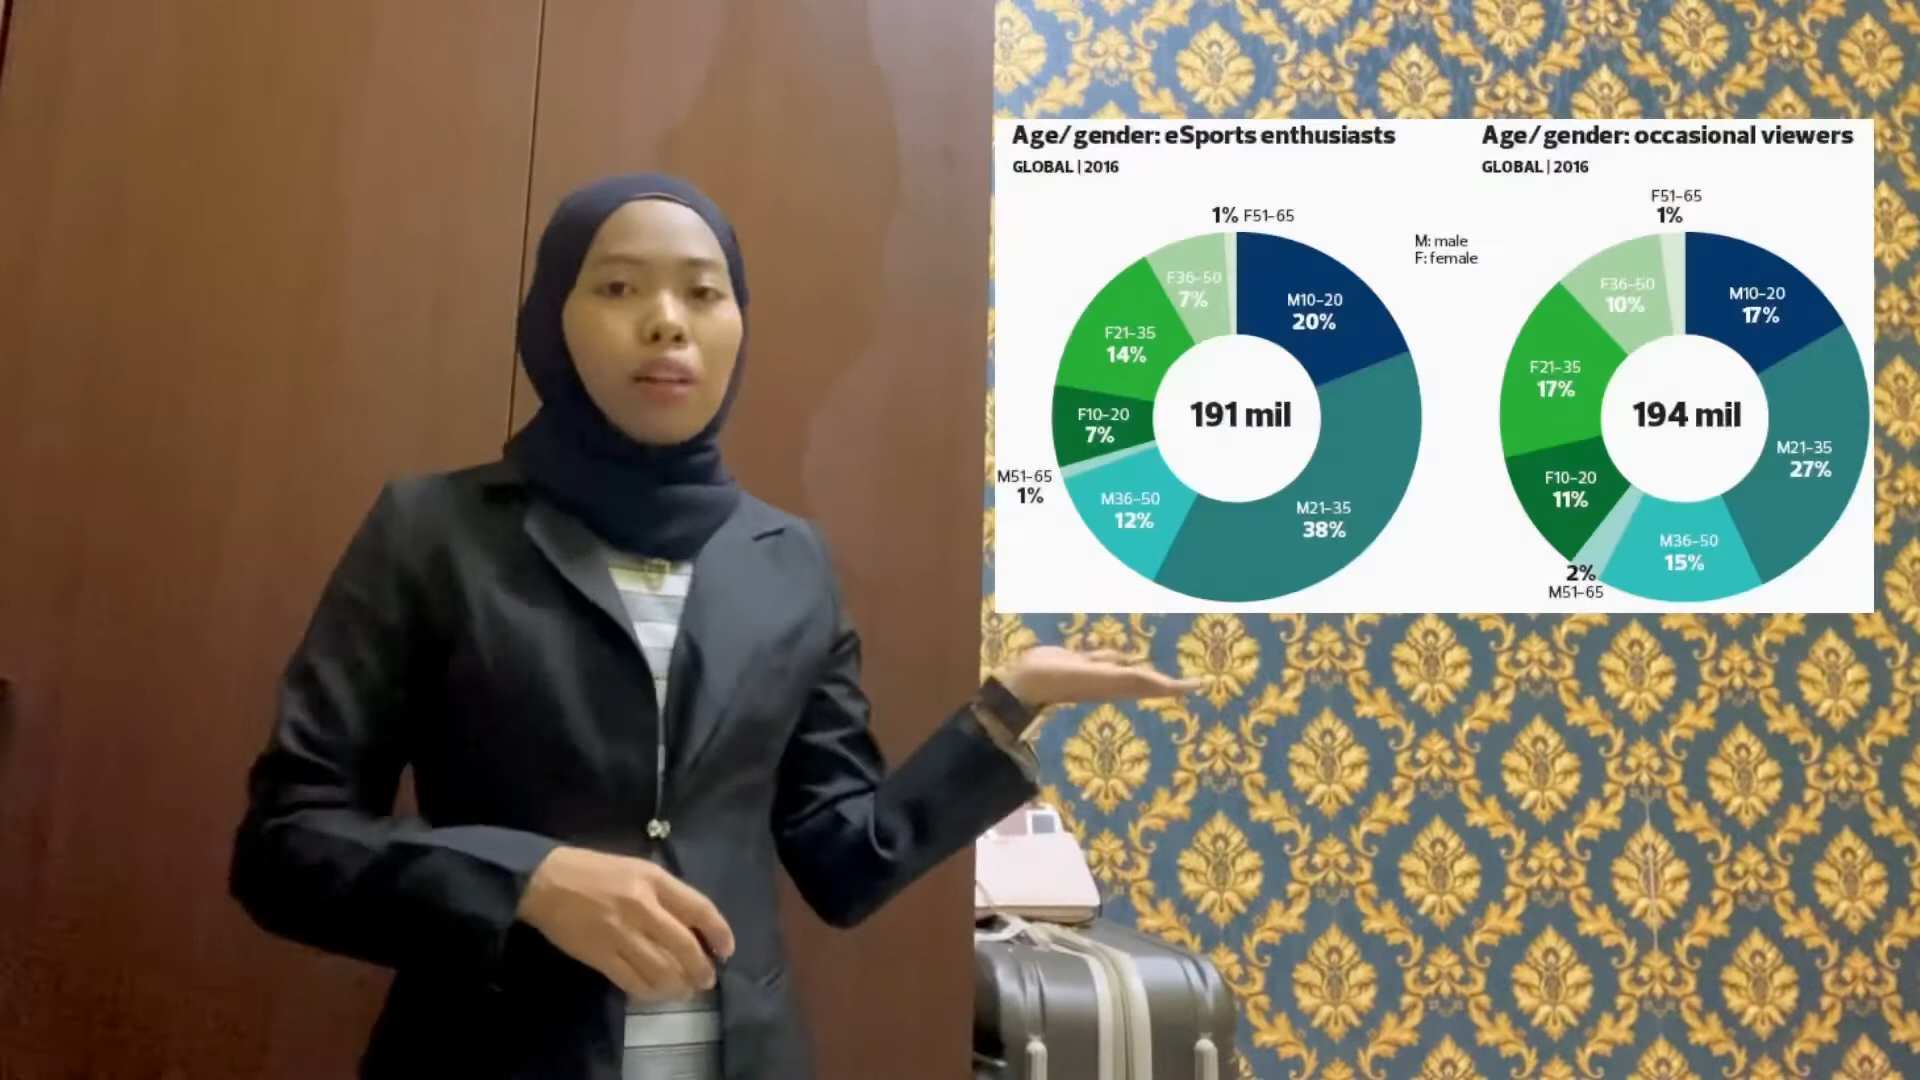 Age/gender: eSports enthusiasts
GLOBAL | 2016
1% F51-65
F36-50
7%
M10-20
20%
F21-35
14%
F10-20
7%
M51-65
1%
M36-50
12%
M21-35
38%
191 mil
M: male
F: female
Age/gender: occasional viewers
GLOBAL | 2016
F51-65
1%
F36-50
10%
M10-20
17%
F21-35
17%
M21-35
27%
F10-20
11%
M36-50
15%
2%
M51-65
194 mil